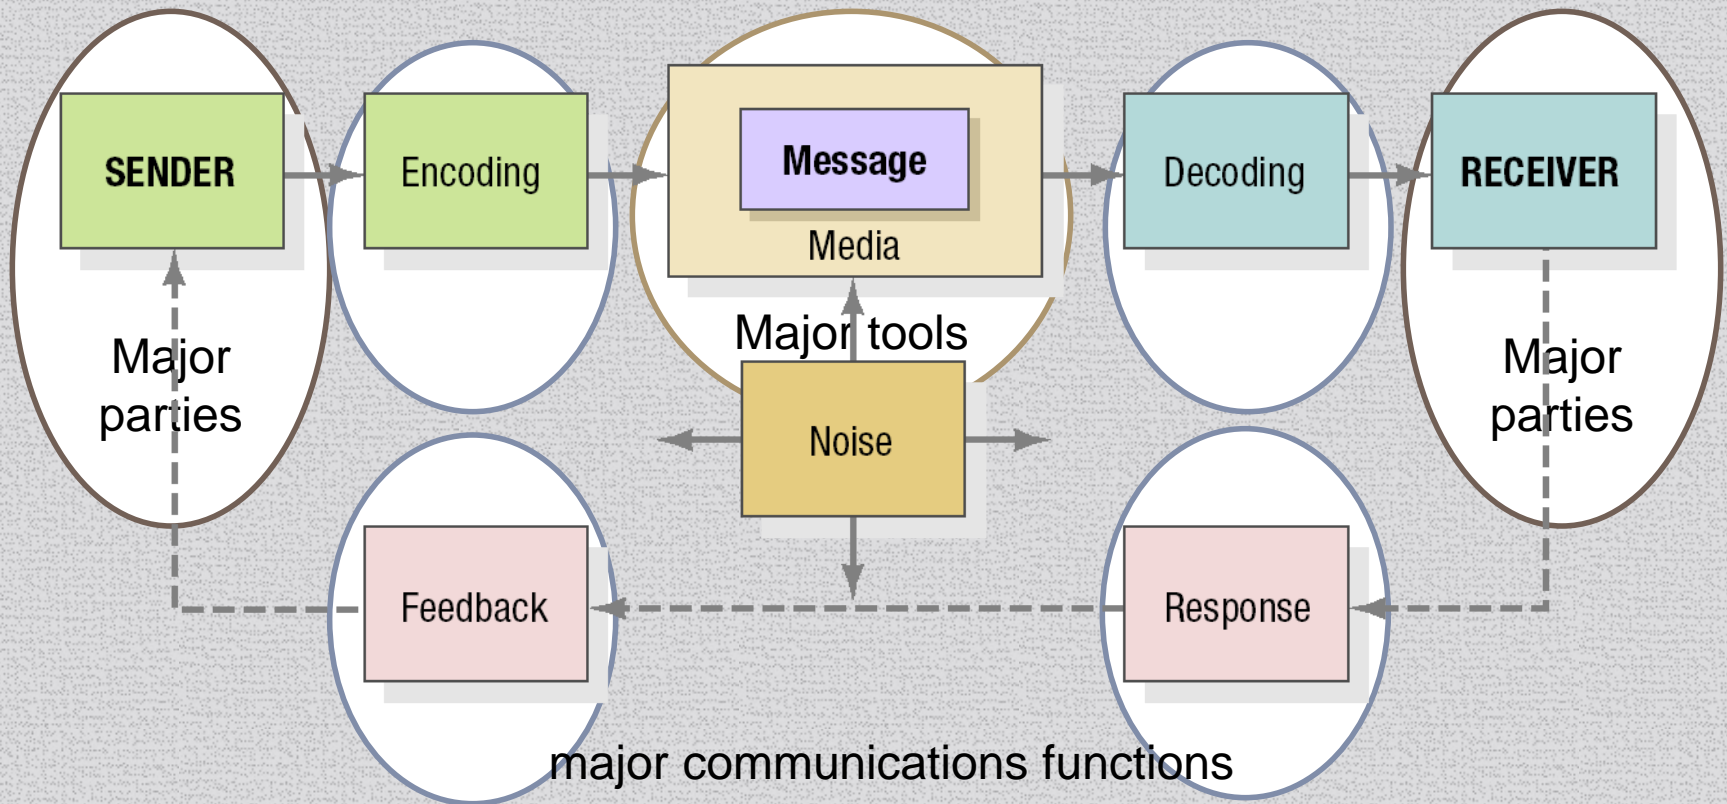 SENDER
Encoding
Message
Media
Decoding
RECEIVER
Major tools
Major
parties
Noise
Major
parties
Feedback
Response
major communications functions